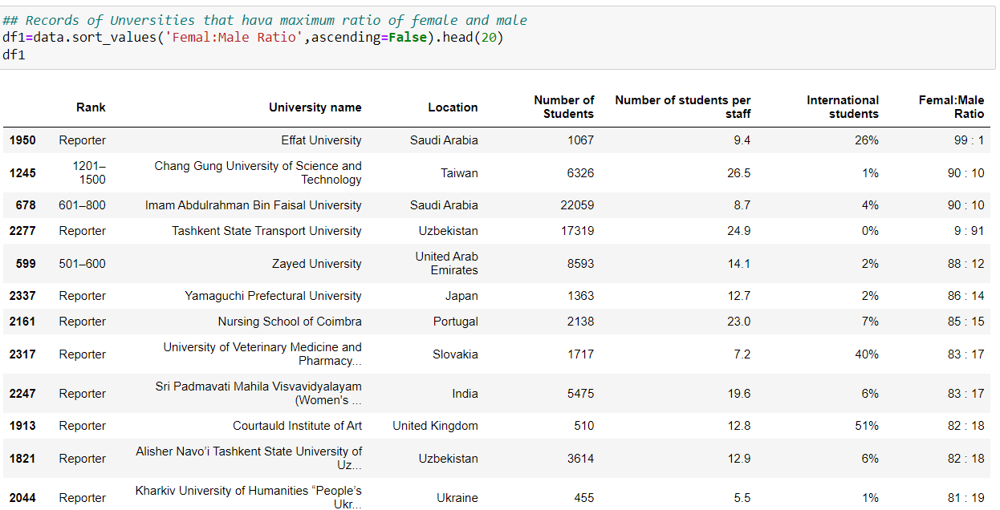 ## Records of Unversities that hava maximum ratio of female and male
df1=data.sort_values('Femal:Male Ratio',ascending=False).head(20)
df1
Rank University name Location Number of Students Number of students per staff International students Femal:Male Ratio
1950 Reporter Effat University Saudi Arabia 1067 9.4 26% 99 : 1
1245 1201–1500 Chang Gung University of Science and Technology Taiwan 6326 26.5 1% 90 : 10
678 601–800 Imam Abdulrahman Bin Faisal University Saudi Arabia 22059 8.7 4% 90 : 10
2277 Reporter Tashkent State Transport University Uzbekistan 17319 24.9 0% 9 : 91
599 501–600 Zayed University United Arab Emirates 8593 14.1 2% 88 : 12
2337 Reporter Yamaguchi Prefectural University Japan 1363 12.7 2% 86 : 14
2161 Reporter Nursing School of Coimbra Portugal 2138 23.0 7% 85 : 15
2317 Reporter University of Veterinary Medicine and Pharmacy... Slovakia 1717 7.2 40% 83 : 17
2247 Reporter Sri Padmavati Mahila Visvavidyalayam (Women's ... India 5475 19.6 6% 83 : 17
1913 Reporter Courtauld Institute of Art United Kingdom 510 12.8 51% 82 : 18
1821 Reporter Alisher Navo’i Tashkent State University of Uz... Uzbekistan 3614 12.9 6% 82 : 18
2044 Reporter Kharkiv University of Humanities “People’s Ukr... Ukraine 455 5.5 1% 81 : 19